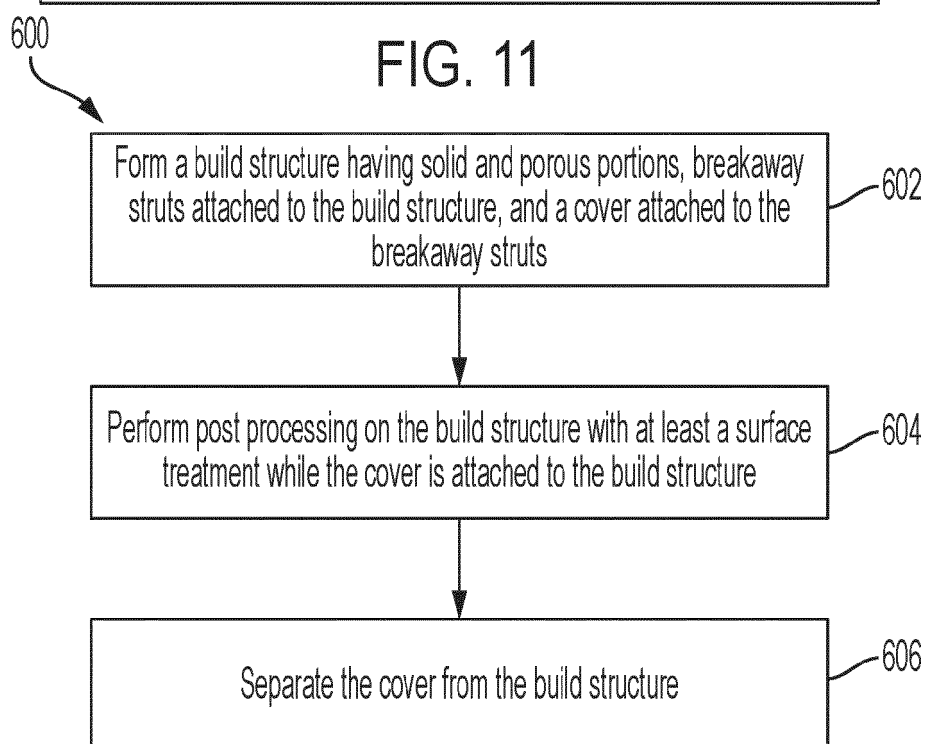 600
FIG. 11
Form a build structure having solid and porous portions, breakaway
struts attached to the build structure, and a cover attached to the
breakaway struts
602
Perform post processing on the build structure with at least a surface
treatment while the cover is attached to the build structure
604
Separate the cover from the build structure
606